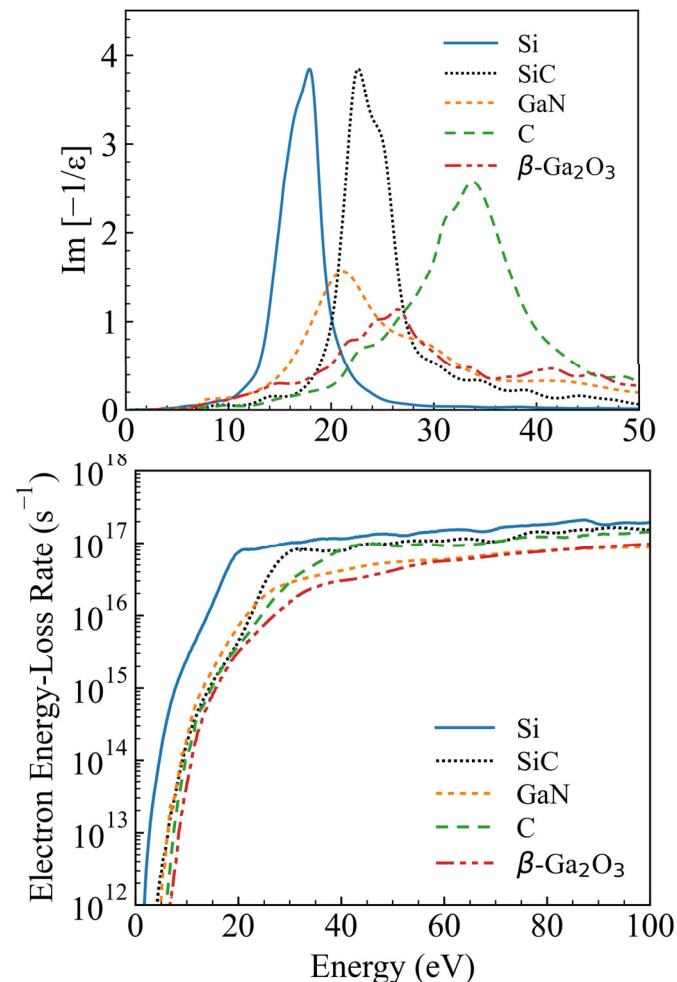 4
3
2
1
0
Im [−1/ε]
Si
SiC
GaN
C
β-Ga₂O₃
0 10 20 30 40 50
10¹⁸
10¹⁷
10¹⁶
10¹⁵
10¹⁴
10¹³
10¹²
Electron Energy-Loss Rate (s⁻¹)
Si
SiC
GaN
C
β-Ga₂O₃
0 20 40 60 80 100
Energy (eV)